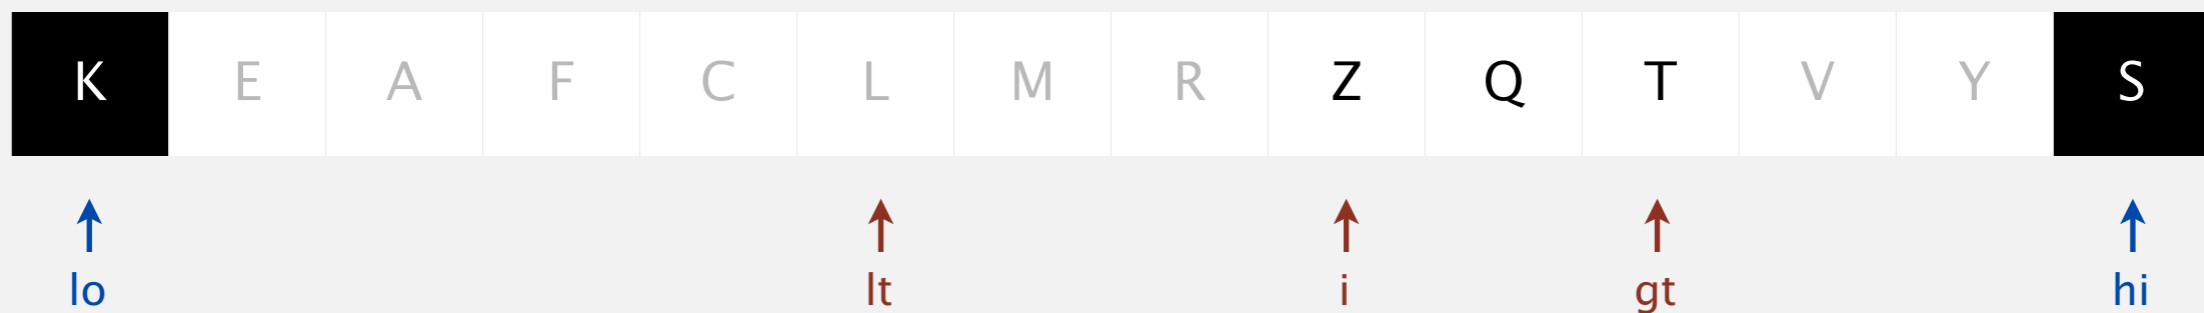 K E A F C L M R Z Q T V Y S
lo lt i gt hi